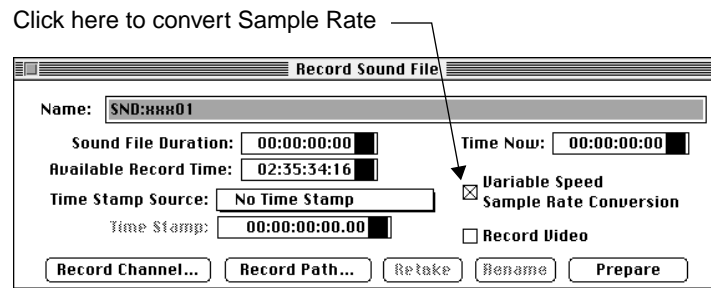 Click here to convert Sample Rate
Record Sound File
Name: SND:xxx01
Sound File Duration: 00:00:00:00 Time Now: 00:00:00:00
Available Record Time: 02:35:34:16
Variable Speed
Sample Rate Conversion
Time Stamp Source: No Time Stamp
Time Stamp: 00:00:00:00.00
Record Video
Record Channel... Record Path... Retake Rename Prepare